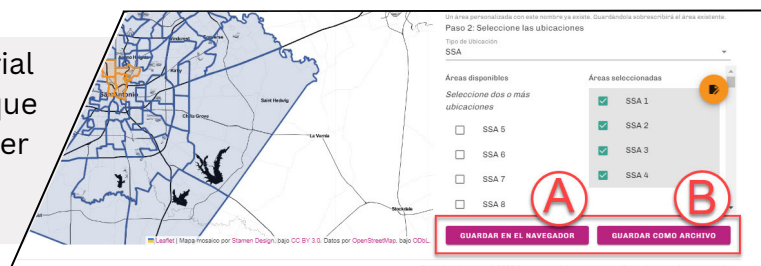 rial
que
er
Un área personalizada con este nombre ya existe. Guardándola sobrescribirá el área existente.
Paso 2: Seleccione las ubicaciones
Tipo de Ubicación
SSA
Áreas disponibles
Áreas seleccionadas
Seleccione dos o más
ubicaciones
SSA 5
SSA 6
SSA 7
SSA 8
SSA 1
SSA 2
SSA 3
SSA 4
A
B
GUARDAR EN EL NAVEGADOR
GUARDAR COMO ARCHIVO
Kirby
San Antonio
Saint Hedwig
China Grove
La Vernia
Stockdale
Leaflet | Mapa mosaico por Stamen Design, bajo CC BY 3.0. Datos por OpenStreetMap, bajo ODbL.